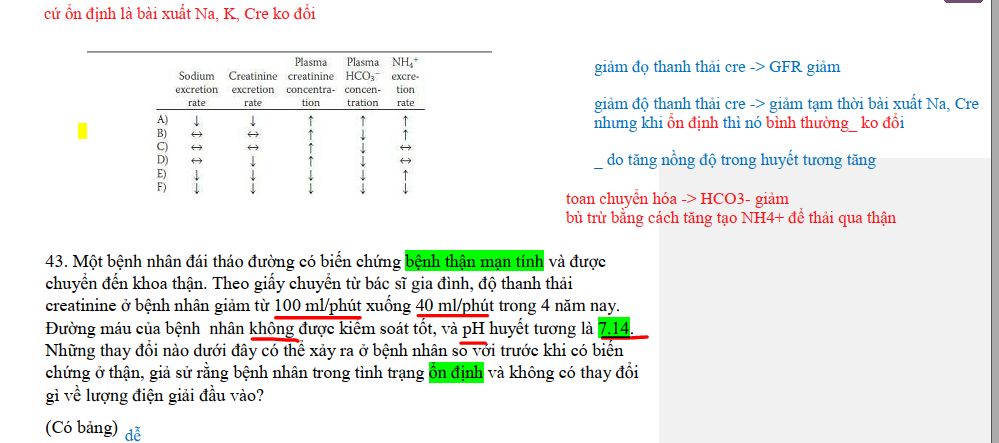 cứ ổn định là bài xuất Na, K, Cre ko đổi
Plasma Plasma NH₄⁺
Sodium Creatinine creatinine HCO₃⁻ excre-
excretion excretion concentra- concen- tion
rate rate tion tration rate
A) ↓ ↓ ↑ ↑ ↑
B) ↔ ↔ ↑ ↓ ↑
C) ↔ ↔ ↑ ↓ ↔
D) ↔ ↓ ↑ ↓ ↔
E) ↓ ↓ ↓ ↓ ↑
F) ↓ ↓ ↓ ↓ ↓
giảm đọ thanh thải cre -> GFR giảm
giảm độ thanh thải cre -> giảm tạm thời bài xuất Na, Cre
nhưng khi ổn định thì nó bình thường_ ko đổi
_ do tăng nồng độ trong huyết tương tăng
toan chuyển hóa -> HCO3- giảm
bù trừ bằng cách tăng tạo NH4+ để thải qua thận
43. Một bệnh nhân đái tháo đường có biến chứng bệnh thận mạn tính và được
chuyển đến khoa thận. Theo giấy chuyển từ bác sĩ gia đình, độ thanh thải
creatinine ở bệnh nhân giảm từ 100 ml/phút xuống 40 ml/phút trong 4 năm nay.
Đường máu của bệnh nhân không được kiểm soát tốt, và pH huyết tương là 7.14.
Những thay đổi nào dưới đây có thể xảy ra ở bệnh nhân so với trước khi có biến
chứng ở thận, giả sử rằng bệnh nhân trong tình trạng ổn định và không có thay đổi
gì về lượng điện giải đầu vào?
(Có bảng) dễ